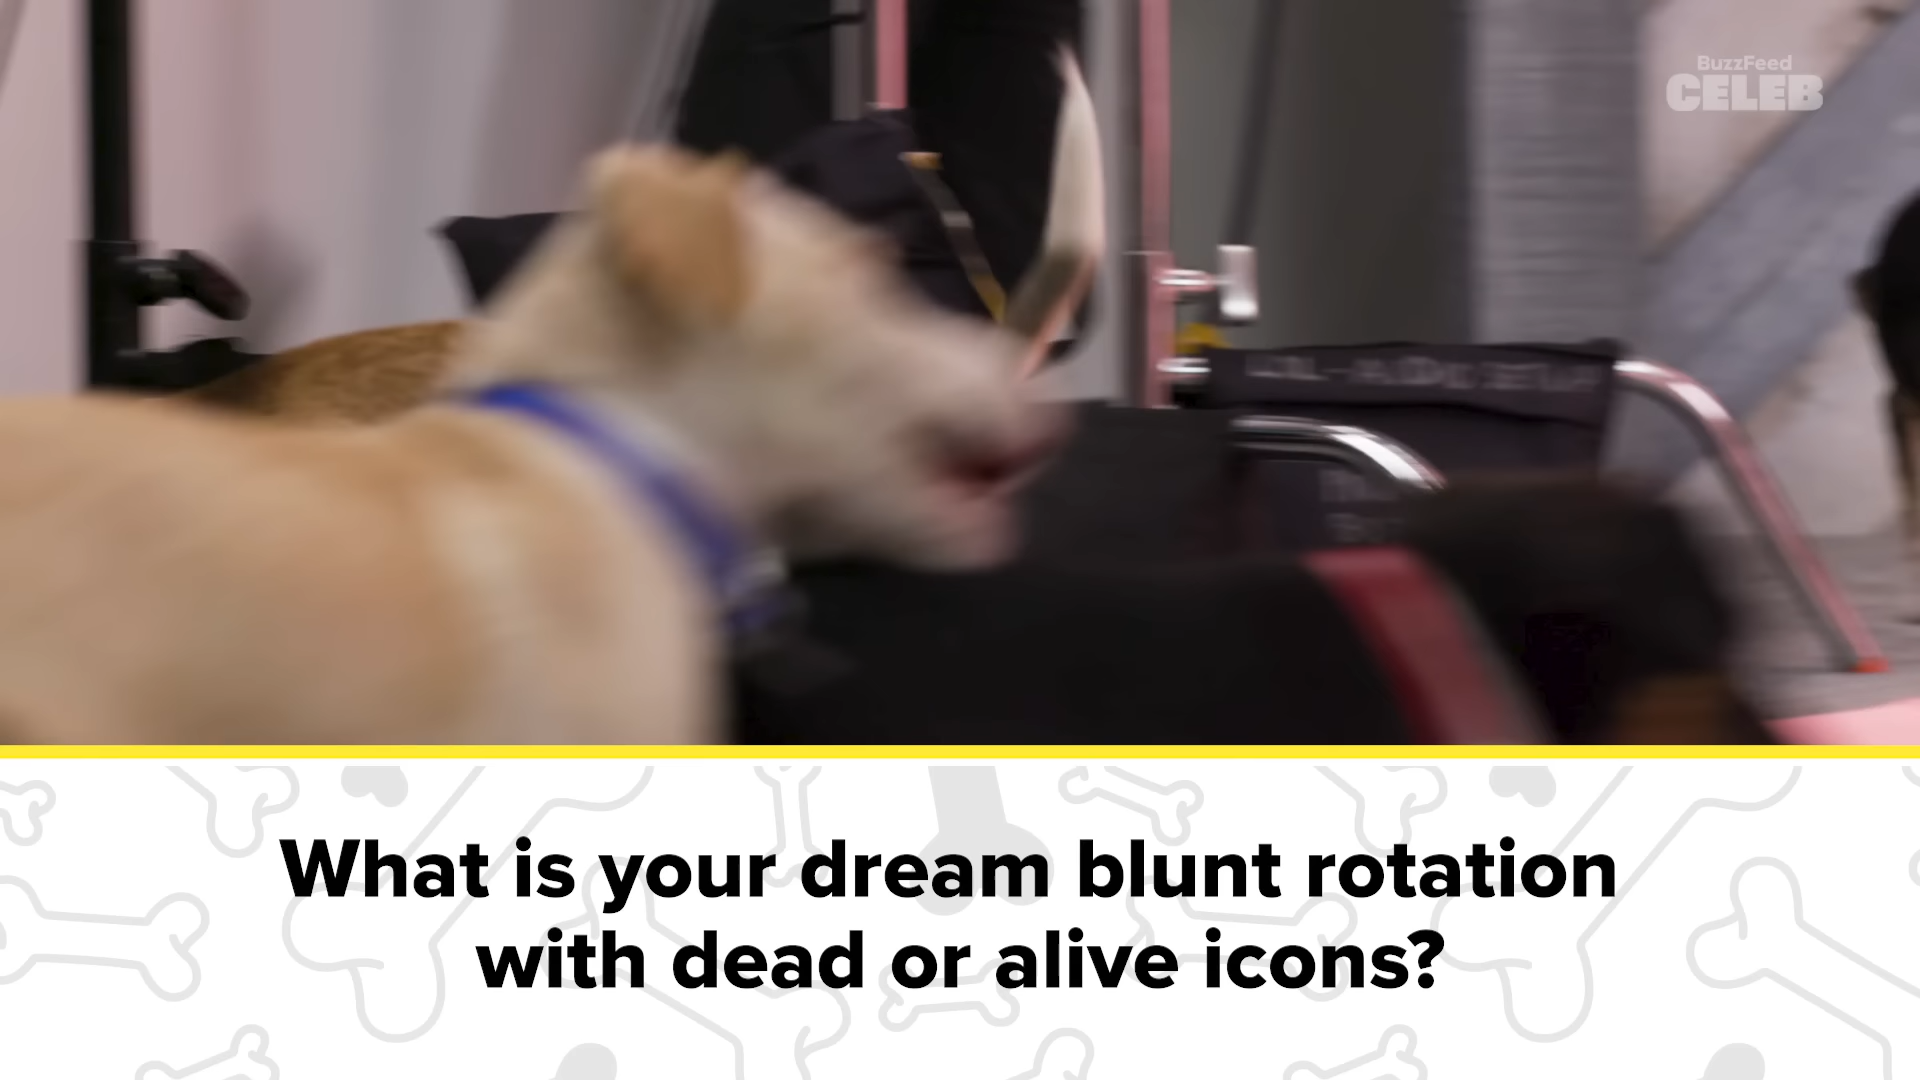 BuzzFeed
CELEB
What is your dream blunt rotation
with dead or alive icons?